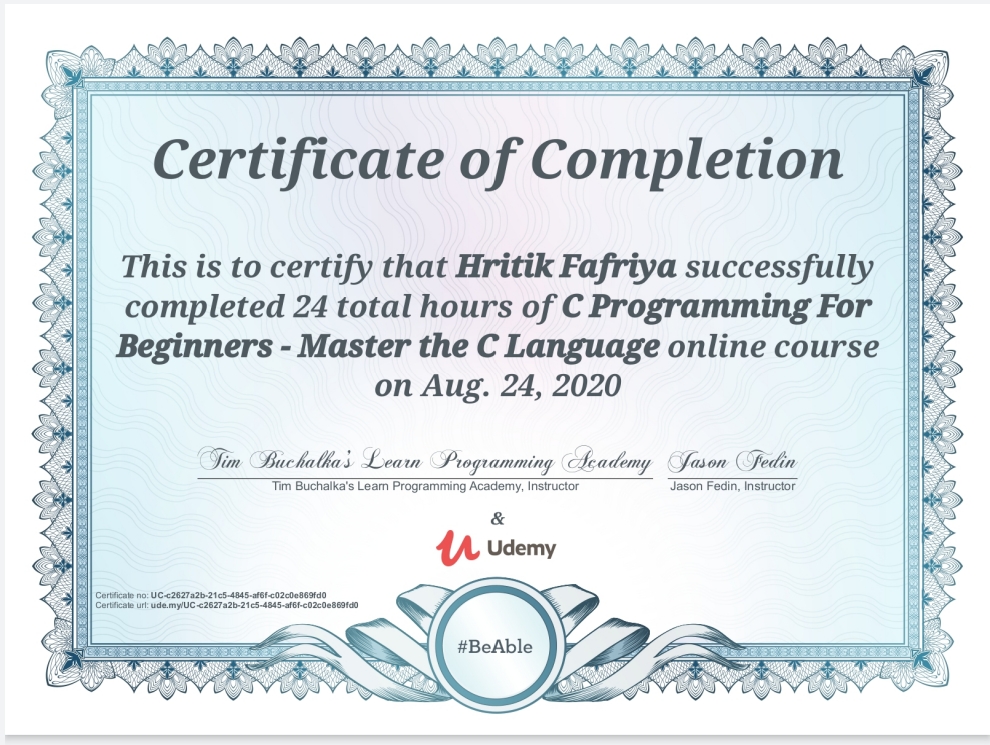 Certificate of Completion
This is to certify that Hritik Fafriya successfully
completed 24 total hours of C Programming For
Beginners - Master the C Language online course
on Aug. 24, 2020
Tim Buchalka's Learn Programming Academy Jason Fedin
Tim Buchalka's Learn Programming Academy, Instructor Jason Fedin, Instructor
&
Udemy
Certificate no: UC-c2627a2b-21c5-4845-af6f-c02c0e869fd0
Certificate url: ude.my/UC-c2627a2b-21c5-4845-af6f-c02c0e869fd0
#BeAble